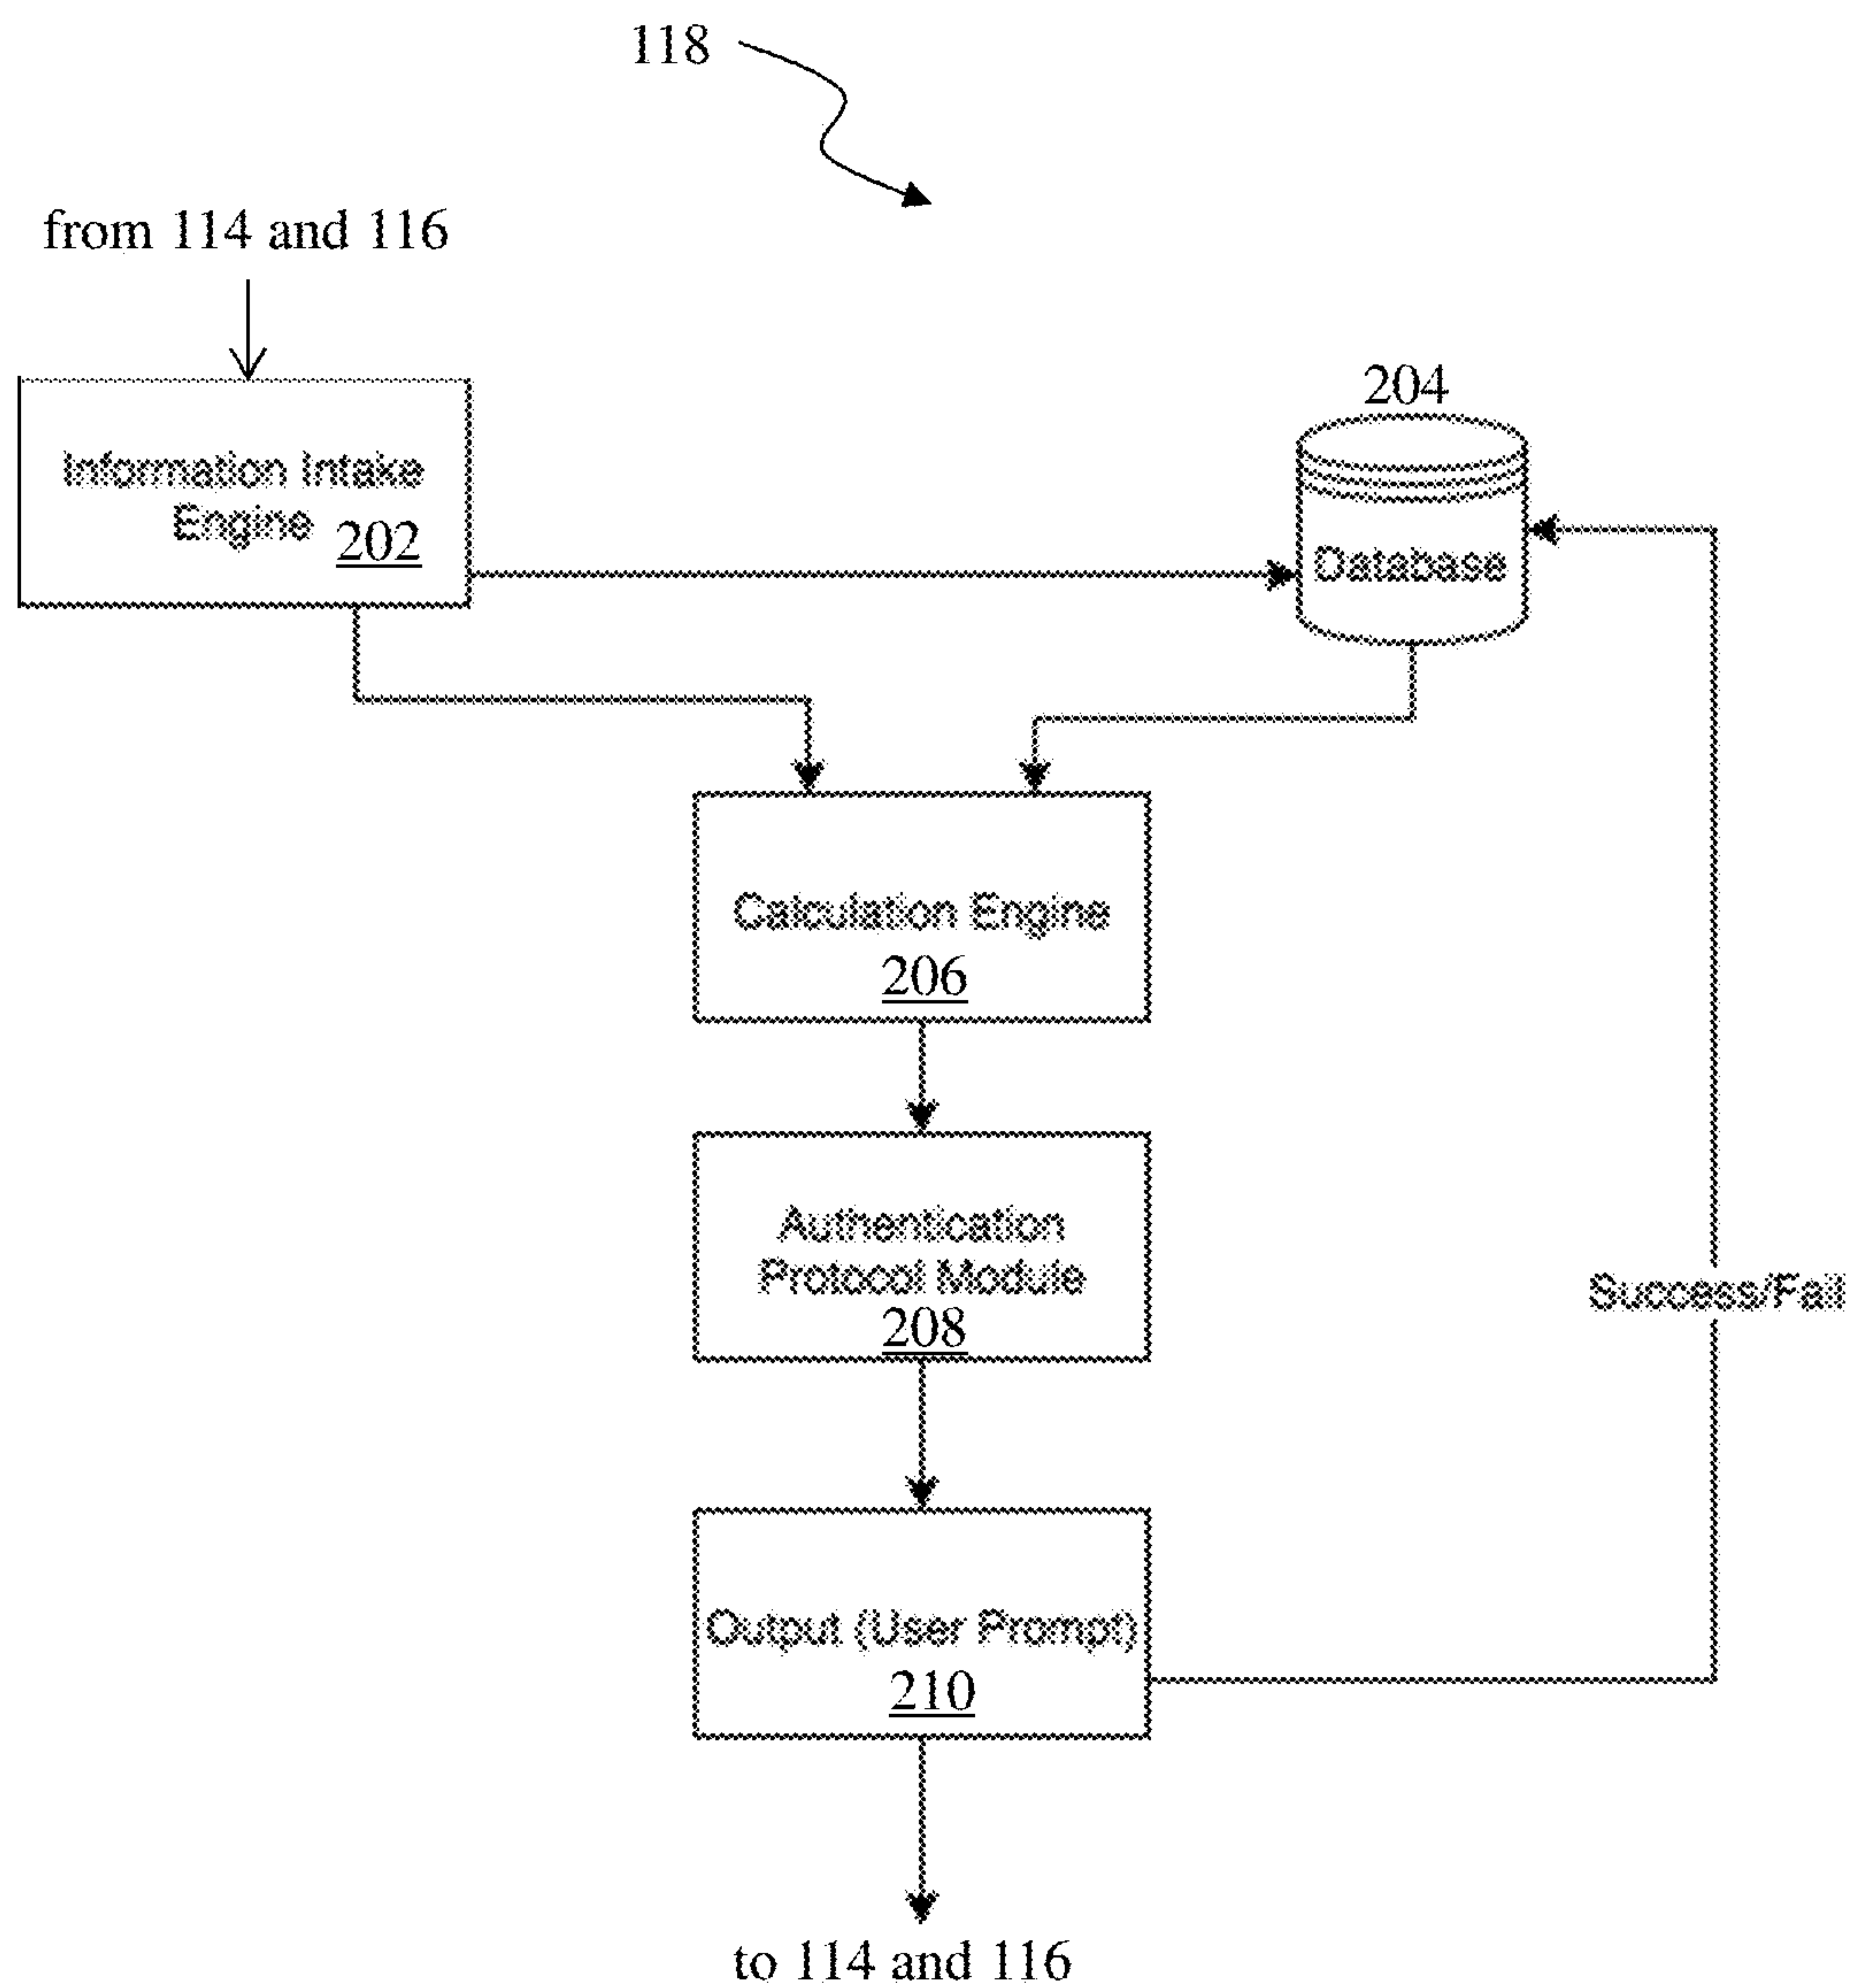 118
from 114 and 116
204
Information Intake
Engine 202
Database
Calculation Engine
206
Authentication
Protocol Module
208
Success/Fail
Output (User Prompt)
210
to 114 and 116